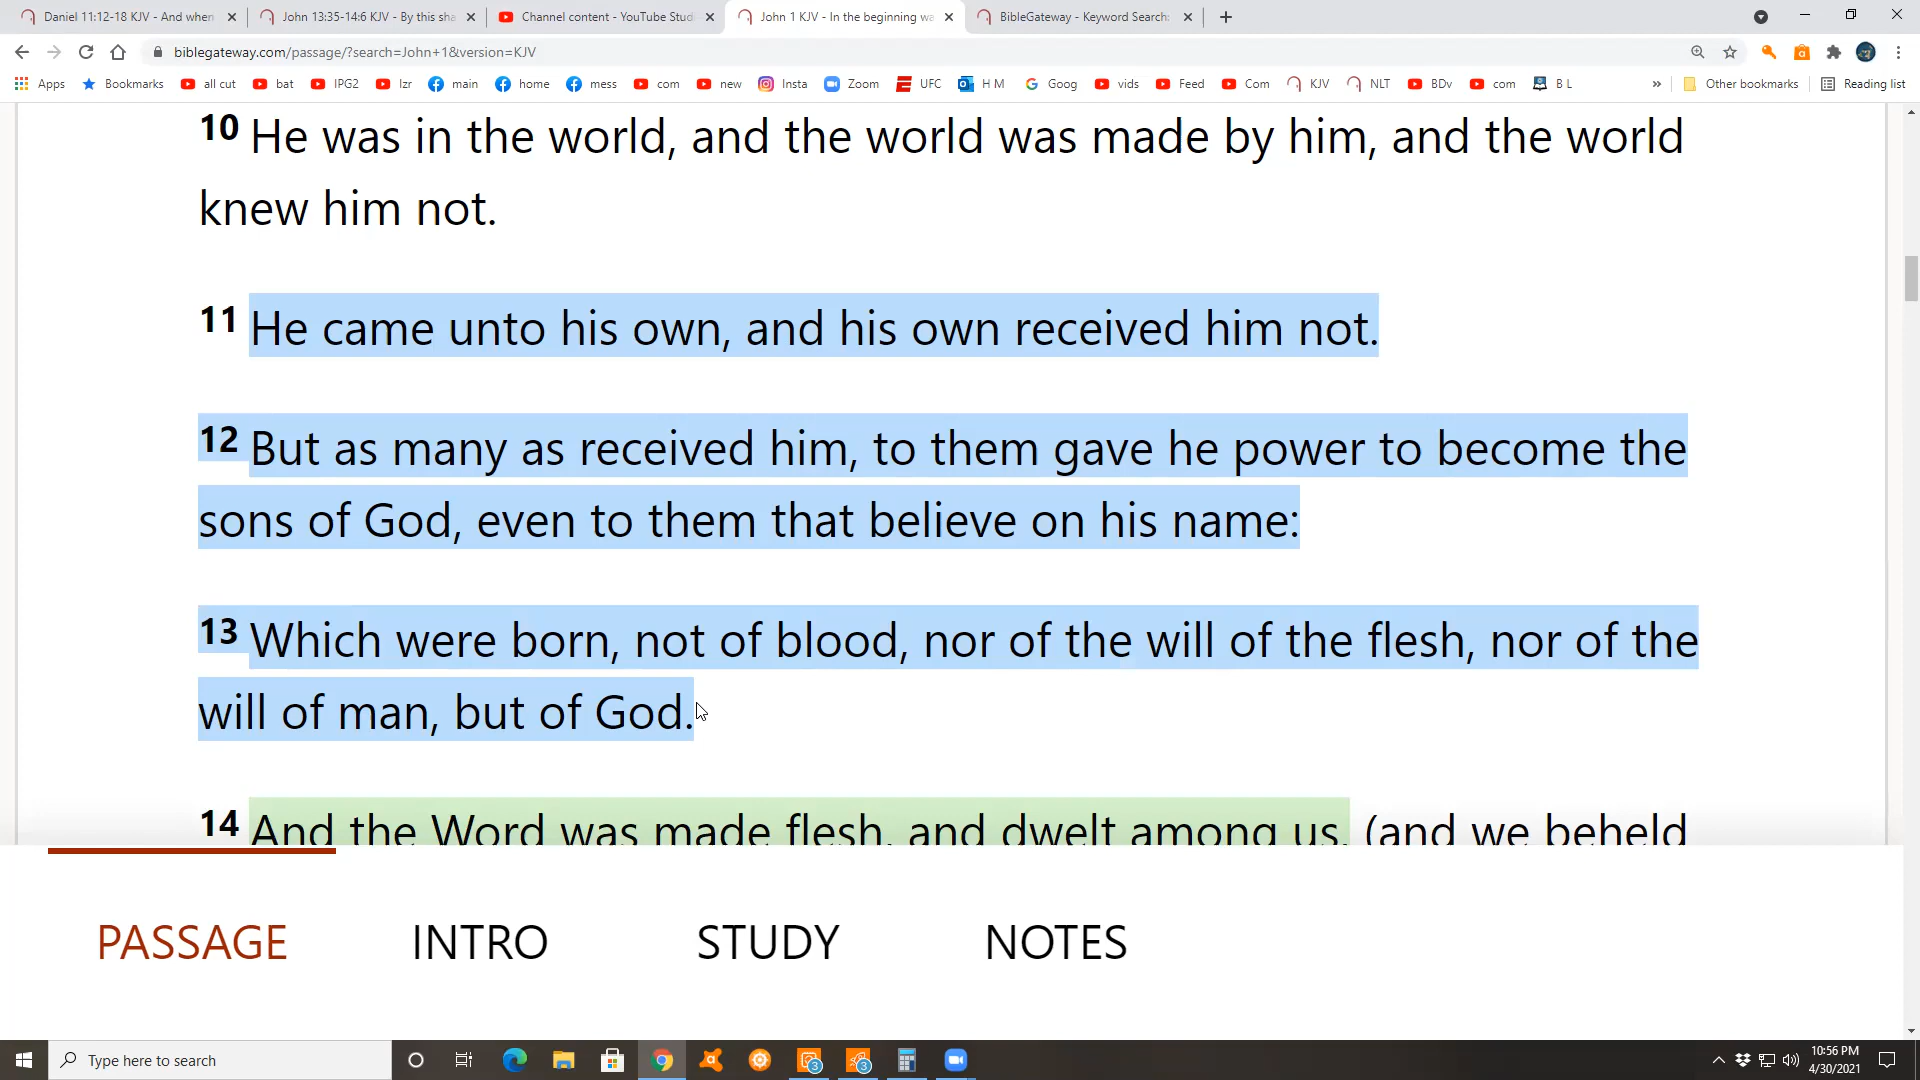 Daniel 11:12-18 KJV - And when
John 13:35-14:6 KJV - By this sha
Channel content - YouTube Studi
John 1 KJV - In the beginning wa
BibleGateway - Keyword Search:
biblegateway.com/passage/?search=John+1&version=KJV
Apps Bookmarks all cut bat IPG2 Izr main home mess com new Insta Zoom UFC H M Goog vids Feed Com KJV NLT BDv com B L » Other bookmarks Reading list
10 He was in the world, and the world was made by him, and the world
knew him not.
11 He came unto his own, and his own received him not.
12 But as many as received him, to them gave he power to become the
sons of God, even to them that believe on his name:
13 Which were born, not of blood, nor of the will of the flesh, nor of the
will of man, but of God.
14 And the Word was made flesh, and dwelt among us, (and we beheld
PASSAGE INTRO STUDY NOTES
Type here to search
3
3
10:56 PM
4/30/2021